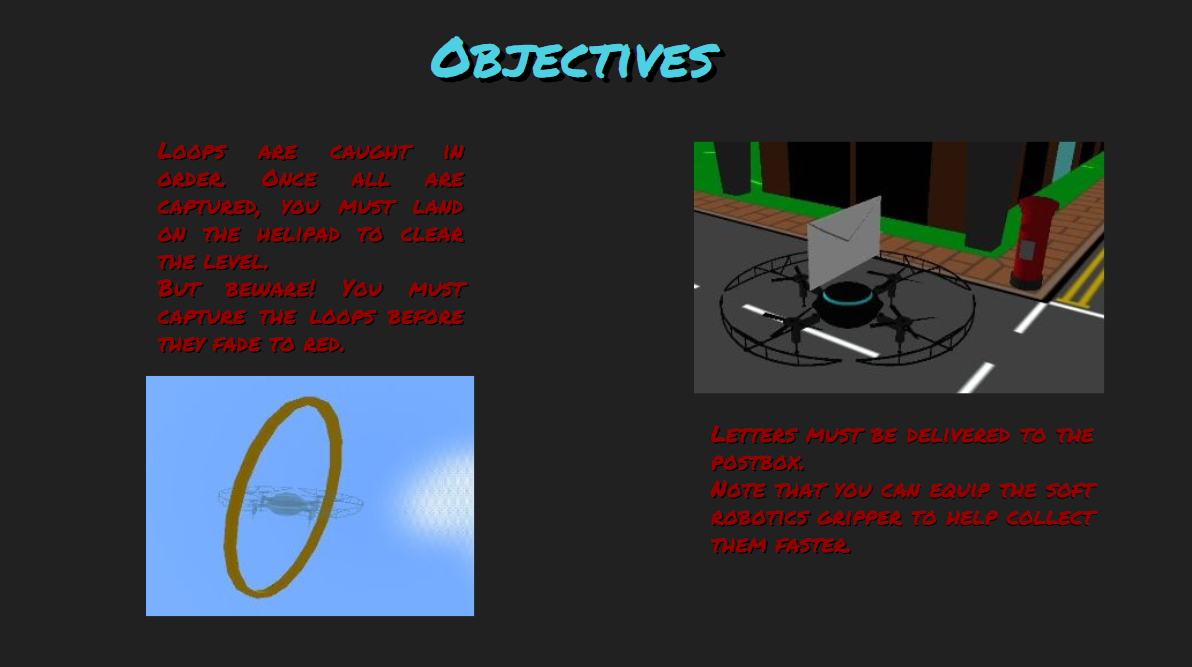 Objectives
Loops are caught in
order. Once all are
captured, you must land
on the helipad to clear
the level.
But beware! You must
capture the loops before
they fade to red.
Letters must be delivered to the
postbox.
Note that you can equip the soft
robotics gripper to help collect
them faster.